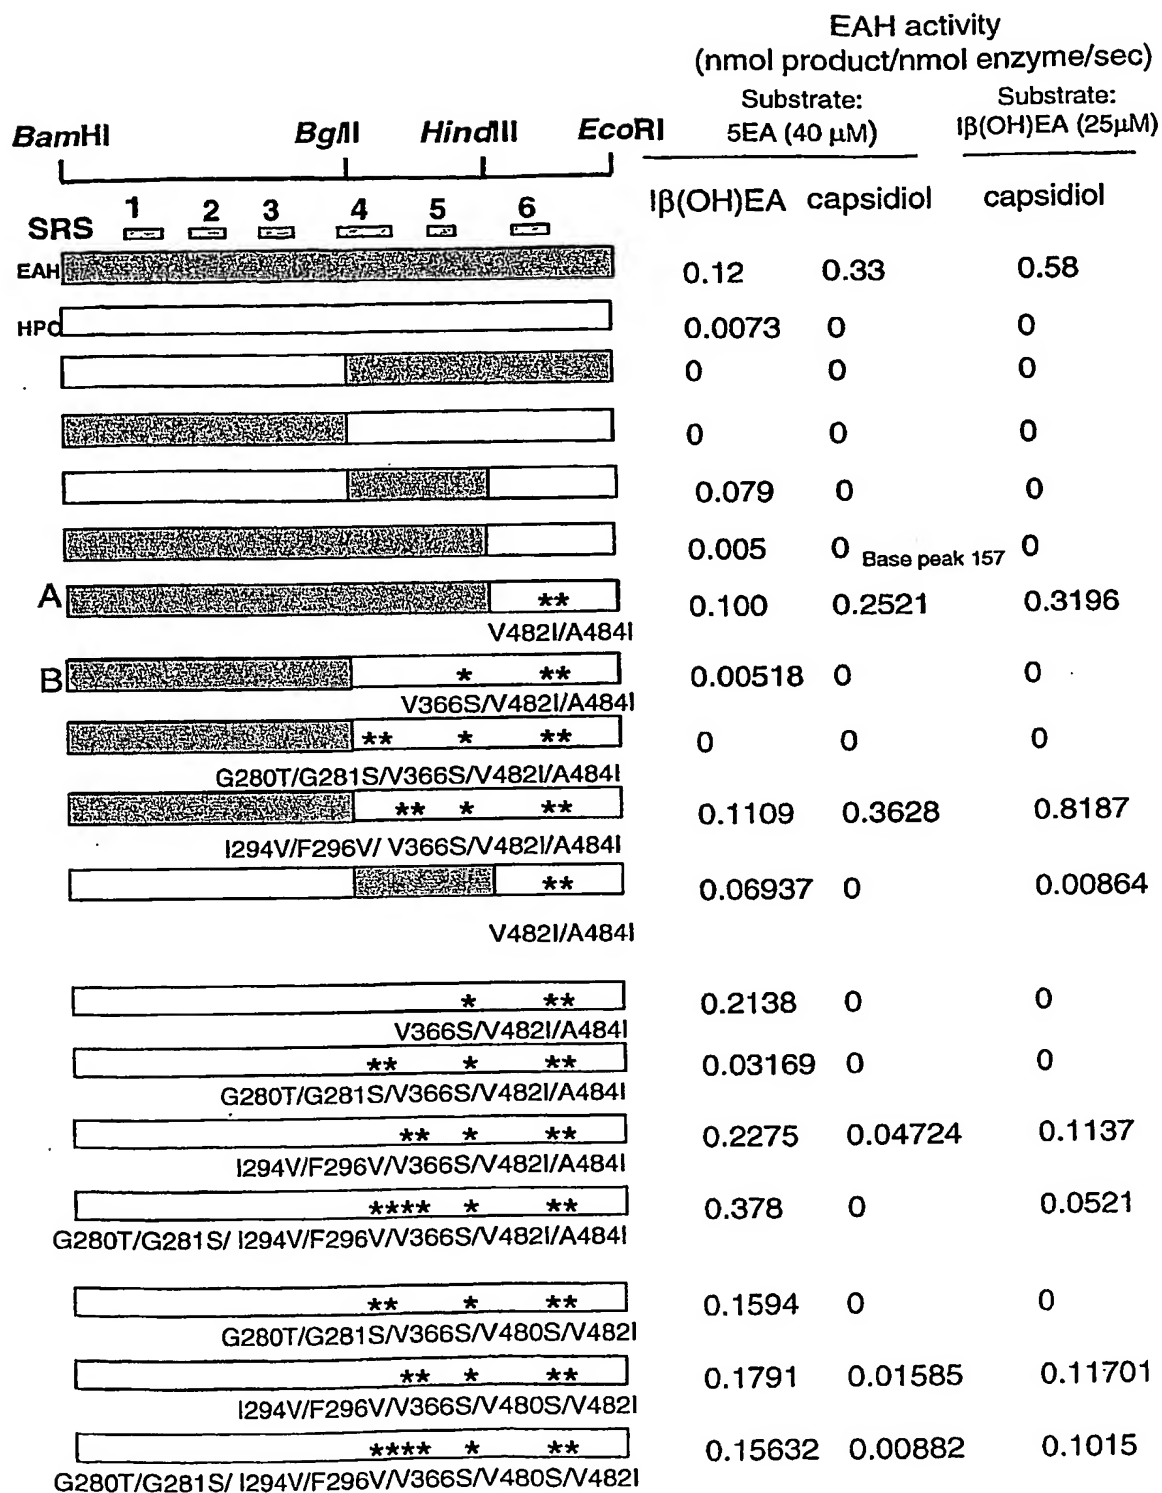 EAH activity
(nmol product/nmol enzyme/sec)
Substrate: Substrate:
BamHI BglII HindIII EcoRI 5EA (40 µM) Iβ(OH)EA (25µM)
Iβ(OH)EA capsidiol capsidiol
1 2 3 4 5 6
SRS
EAH 0.12 0.33 0.58
HPO 0.0073 0 0
0 0 0
0 0 0
0.079 0 0
0.005 0 Base peak 157 0
A ** 0.100 0.2521 0.3196
V482I/A484I
B * ** 0.00518 0 0
V366S/V482I/A484I
** * ** 0 0 0
G280T/G281S/V366S/V482I/A484I
** * ** 0.1109 0.3628 0.8187
I294V/F296V/ V366S/V482I/A484I
** 0.06937 0 0.00864
V482I/A484I
* ** 0.2138 0 0
V366S/V482I/A484I
** * ** 0.03169 0 0
G280T/G281S/V366S/V482I/A484I
** * ** 0.2275 0.04724 0.1137
I294V/F296V/V366S/V482I/A484I
**** * ** 0.378 0 0.0521
G280T/G281S/ I294V/F296V/V366S/V482I/A484I
** * ** 0.1594 0 0
G280T/G281S/V366S/V480S/V482I
** * ** 0.1791 0.01585 0.11701
I294V/F296V/V366S/V480S/V482I
**** * ** 0.15632 0.00882 0.1015
G280T/G281S/ I294V/F296V/V366S/V480S/V482I